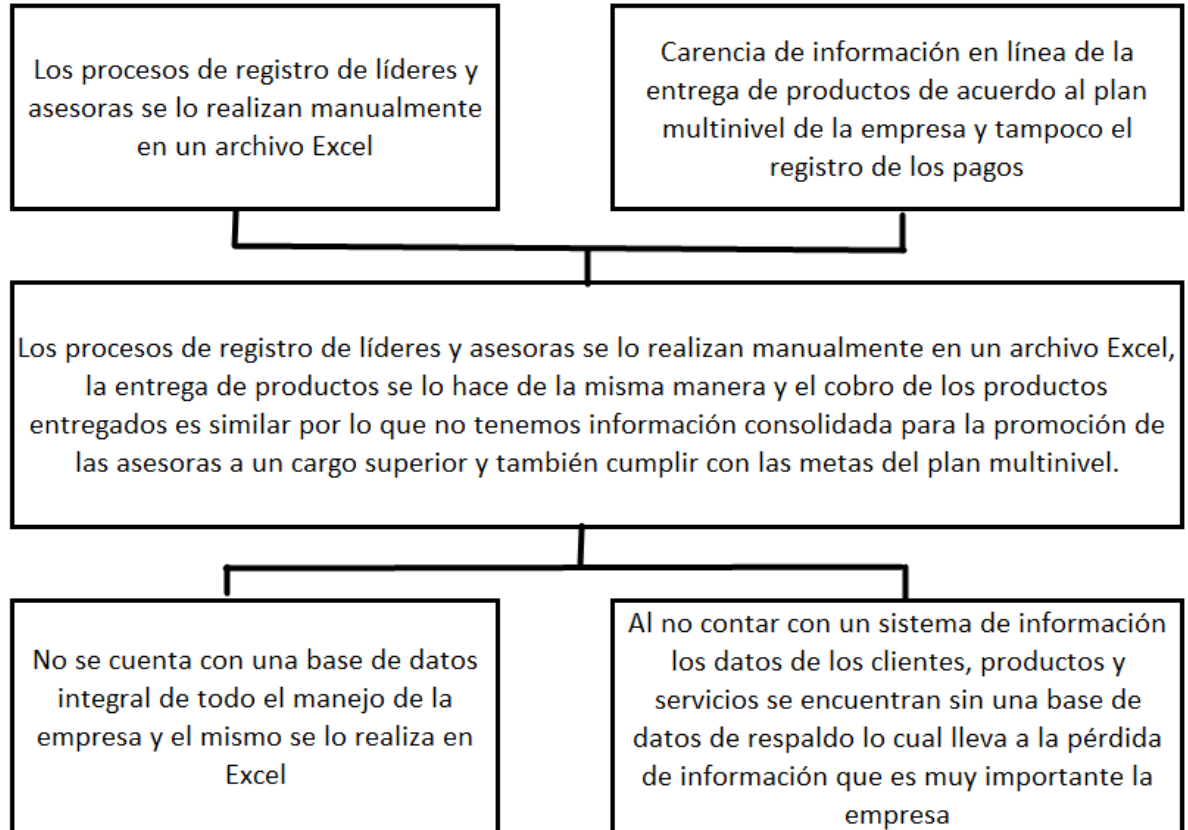 Los procesos de registro de líderes y
asesoras se lo realizan manualmente
en un archivo Excel
Carencia de información en línea de la
entrega de productos de acuerdo al plan
multinivel de la empresa y tampoco el
registro de los pagos
Los procesos de registro de líderes y asesoras se lo realizan manualmente en un archivo Excel,
la entrega de productos se lo hace de la misma manera y el cobro de los productos
entregados es similar por lo que no tenemos información consolidada para la promoción de
las asesoras a un cargo superior y también cumplir con las metas del plan multinivel.
No se cuenta con una base de datos
integral de todo el manejo de la
empresa y el mismo se lo realiza en
Excel
Al no contar con un sistema de información
los datos de los clientes, productos y
servicios se encuentran sin una base de
datos de respaldo lo cual lleva a la pérdida
de información que es muy importante la
empresa